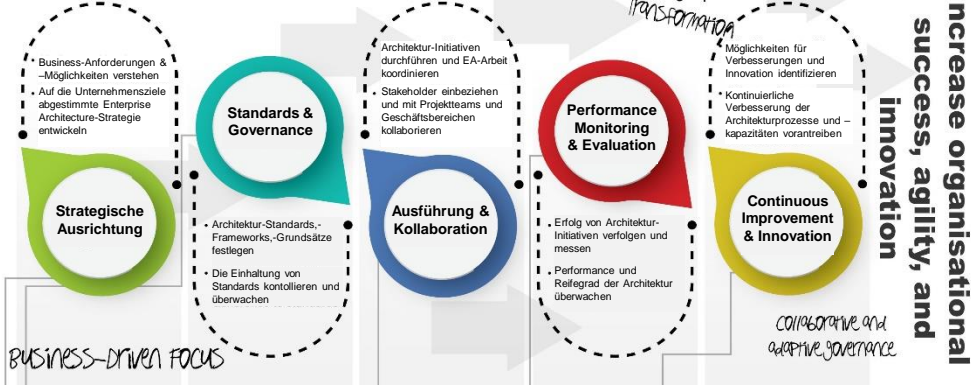 Transformation
• Business-Anforderungen &
–Möglichkeiten verstehen
• Auf die Unternehmensziele
abgestimmte Enterprise
Architecture-Strategie
entwickeln
Strategische
Ausrichtung
Standards &
Governance
• Architektur-Standards,-
Frameworks,-Grundsätze
festlegen
• Die Einhaltung von
Standards kontollieren und
überwachen
Architektur-Initiativen
durchführen und EA-Arbeit
koordinieren
• Stakeholder einbeziehen
und mit Projektteams und
Geschäftsbereichen
kollaborieren
Ausführung &
Kollaboration
Performance
Monitoring
& Evaluation
• Erfolg von Architektur-
Initiativen verfolgen und
messen
• Performance und
Reifegrad der Architektur
überwachen
Möglichkeiten für
Verbesserungen und
Innovation identifizieren
• Kontinuierliche
Verbesserung der
Architekturprozesse und –
kapazitäten vorantreiben
Continuous
Improvement
& Innovation
Business-Driven Focus
collaborative and
adaptive governance
ncrease organisational
success, agility, and
innovation